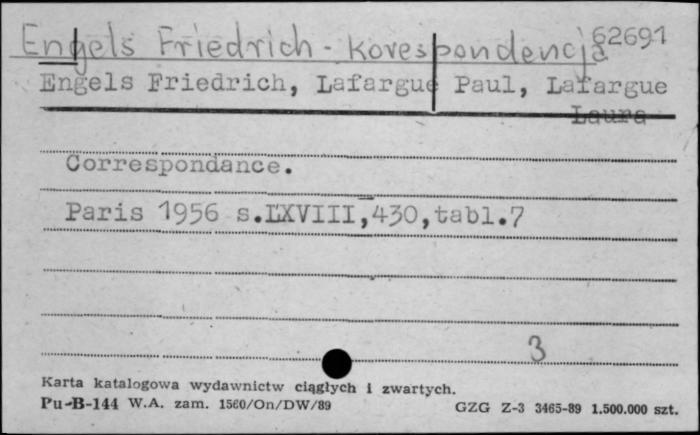 Engels Friedrich - korespondencja
62691
Engels Friedrich, Lafargue Paul, Lafargue
Laura
Correspondance.
Paris 1956 s.LXVIII,430,tabl.7
3
Karta katalogowa wydawnictw ciągłych i zwartych.
Pu-B-144 W.A. zam. 1560/On/DW/89
GZG Z-3 3465-89 1.500.000 szt.